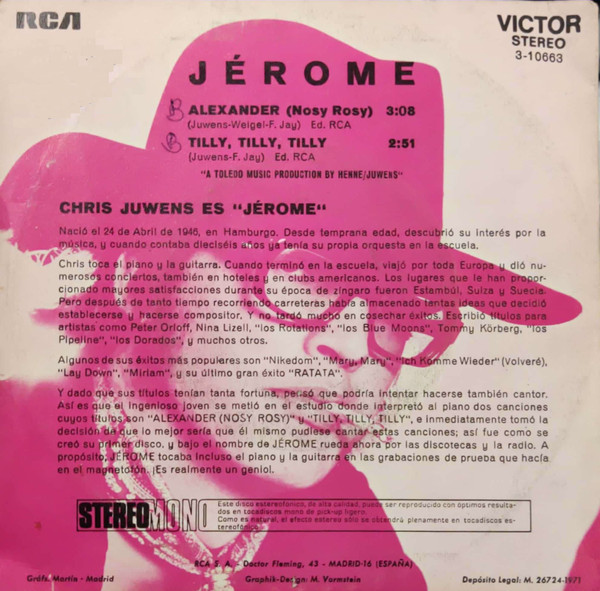 RCA
VICTOR
STEREO
3-10663
JÉROME
B ALEXANDER (Nosy Rosy) 3:08
(Juwens-Weigel-F. Jay) Ed. RCA
B TILLY, TILLY, TILLY 2:51
(Juwens-F. Jay) Ed. RCA
"A TOLEDO MUSIC PRODUCTION BY HENNE/JUWENS"
CHRIS JUWENS ES "JÉROME"
Nació el 24 de Abril de 1946, en Hamburgo. Desde temprana edad, descubrió su interés por la
música, y cuando contaba dieciséis años ya tenía su propia orquesta en la escuela.
Chris toca el piano y la guitarra. Cuando terminó en la escuela, viajó por toda Europa y dió nu-
merosos conciertos, también en hoteles y en clubs americanos. Los lugares que le han propor-
cionado mayores satisfacciones durante su época de zíngaro fueron Estambúl, Suiza y Suecia.
Pero después de tanto tiempo recorriendo carreteras había almacenado tantas ideas que decidió
establecerse y hacerse compositor. Y no tardó mucho en cosechar éxitos. Escribió títulos para
artistas como Peter Orloff, Nina Lizell, "los Rotations", "los Blue Moons", Tommy Körberg, "los
Pipeline", "los Dorados", y muchos otros.
Algunos de sus éxitos más populares son "Nikedom", "Mary, Mary", "Ich Komme Wieder" (Volveré),
"Lay Down", "Miriam", y su último gran éxito "RATATA".
Y dado que sus títulos tenían tanta fortuna, pensó que podría intentar hacerse también cantor.
Así es que el ingenioso joven se metió en el estudio donde interpretó al piano dos canciones
cuyos títulos son "ALEXANDER (NOSY ROSY)" y "TILLY, TILLY, TILLY", e inmediatamente tomó la
decisión de que lo mejor sería que él mismo pudiese cantar estas canciones; así fue como se
creó su primer disco, y bajo el nombre de JÉROME rueda ahora por las discotecas y la radio. A
propósito, JÉROME tocaba incluso el piano y la guitarra en las grabaciones de prueba que hacía
en el magnetofón. ¡Es realmente un genio!.
STEREOMONO
Este disco estereofónico, de alta calidad, puede ser reproducido con óptimos resulta-
dos en tocadiscos mono de pick-up ligero.
Como es natural, el efecto estereo sólo se obtendrá plenamente en tocadiscos es-
tereofónico.
RCA S. A. - Doctor Fleming, 43 - MADRID-16 (ESPAÑA)
Gráfs. Martín - Madrid
Graphik-Design: M. Vormstein
Depósito Legal: M. 26724-1971